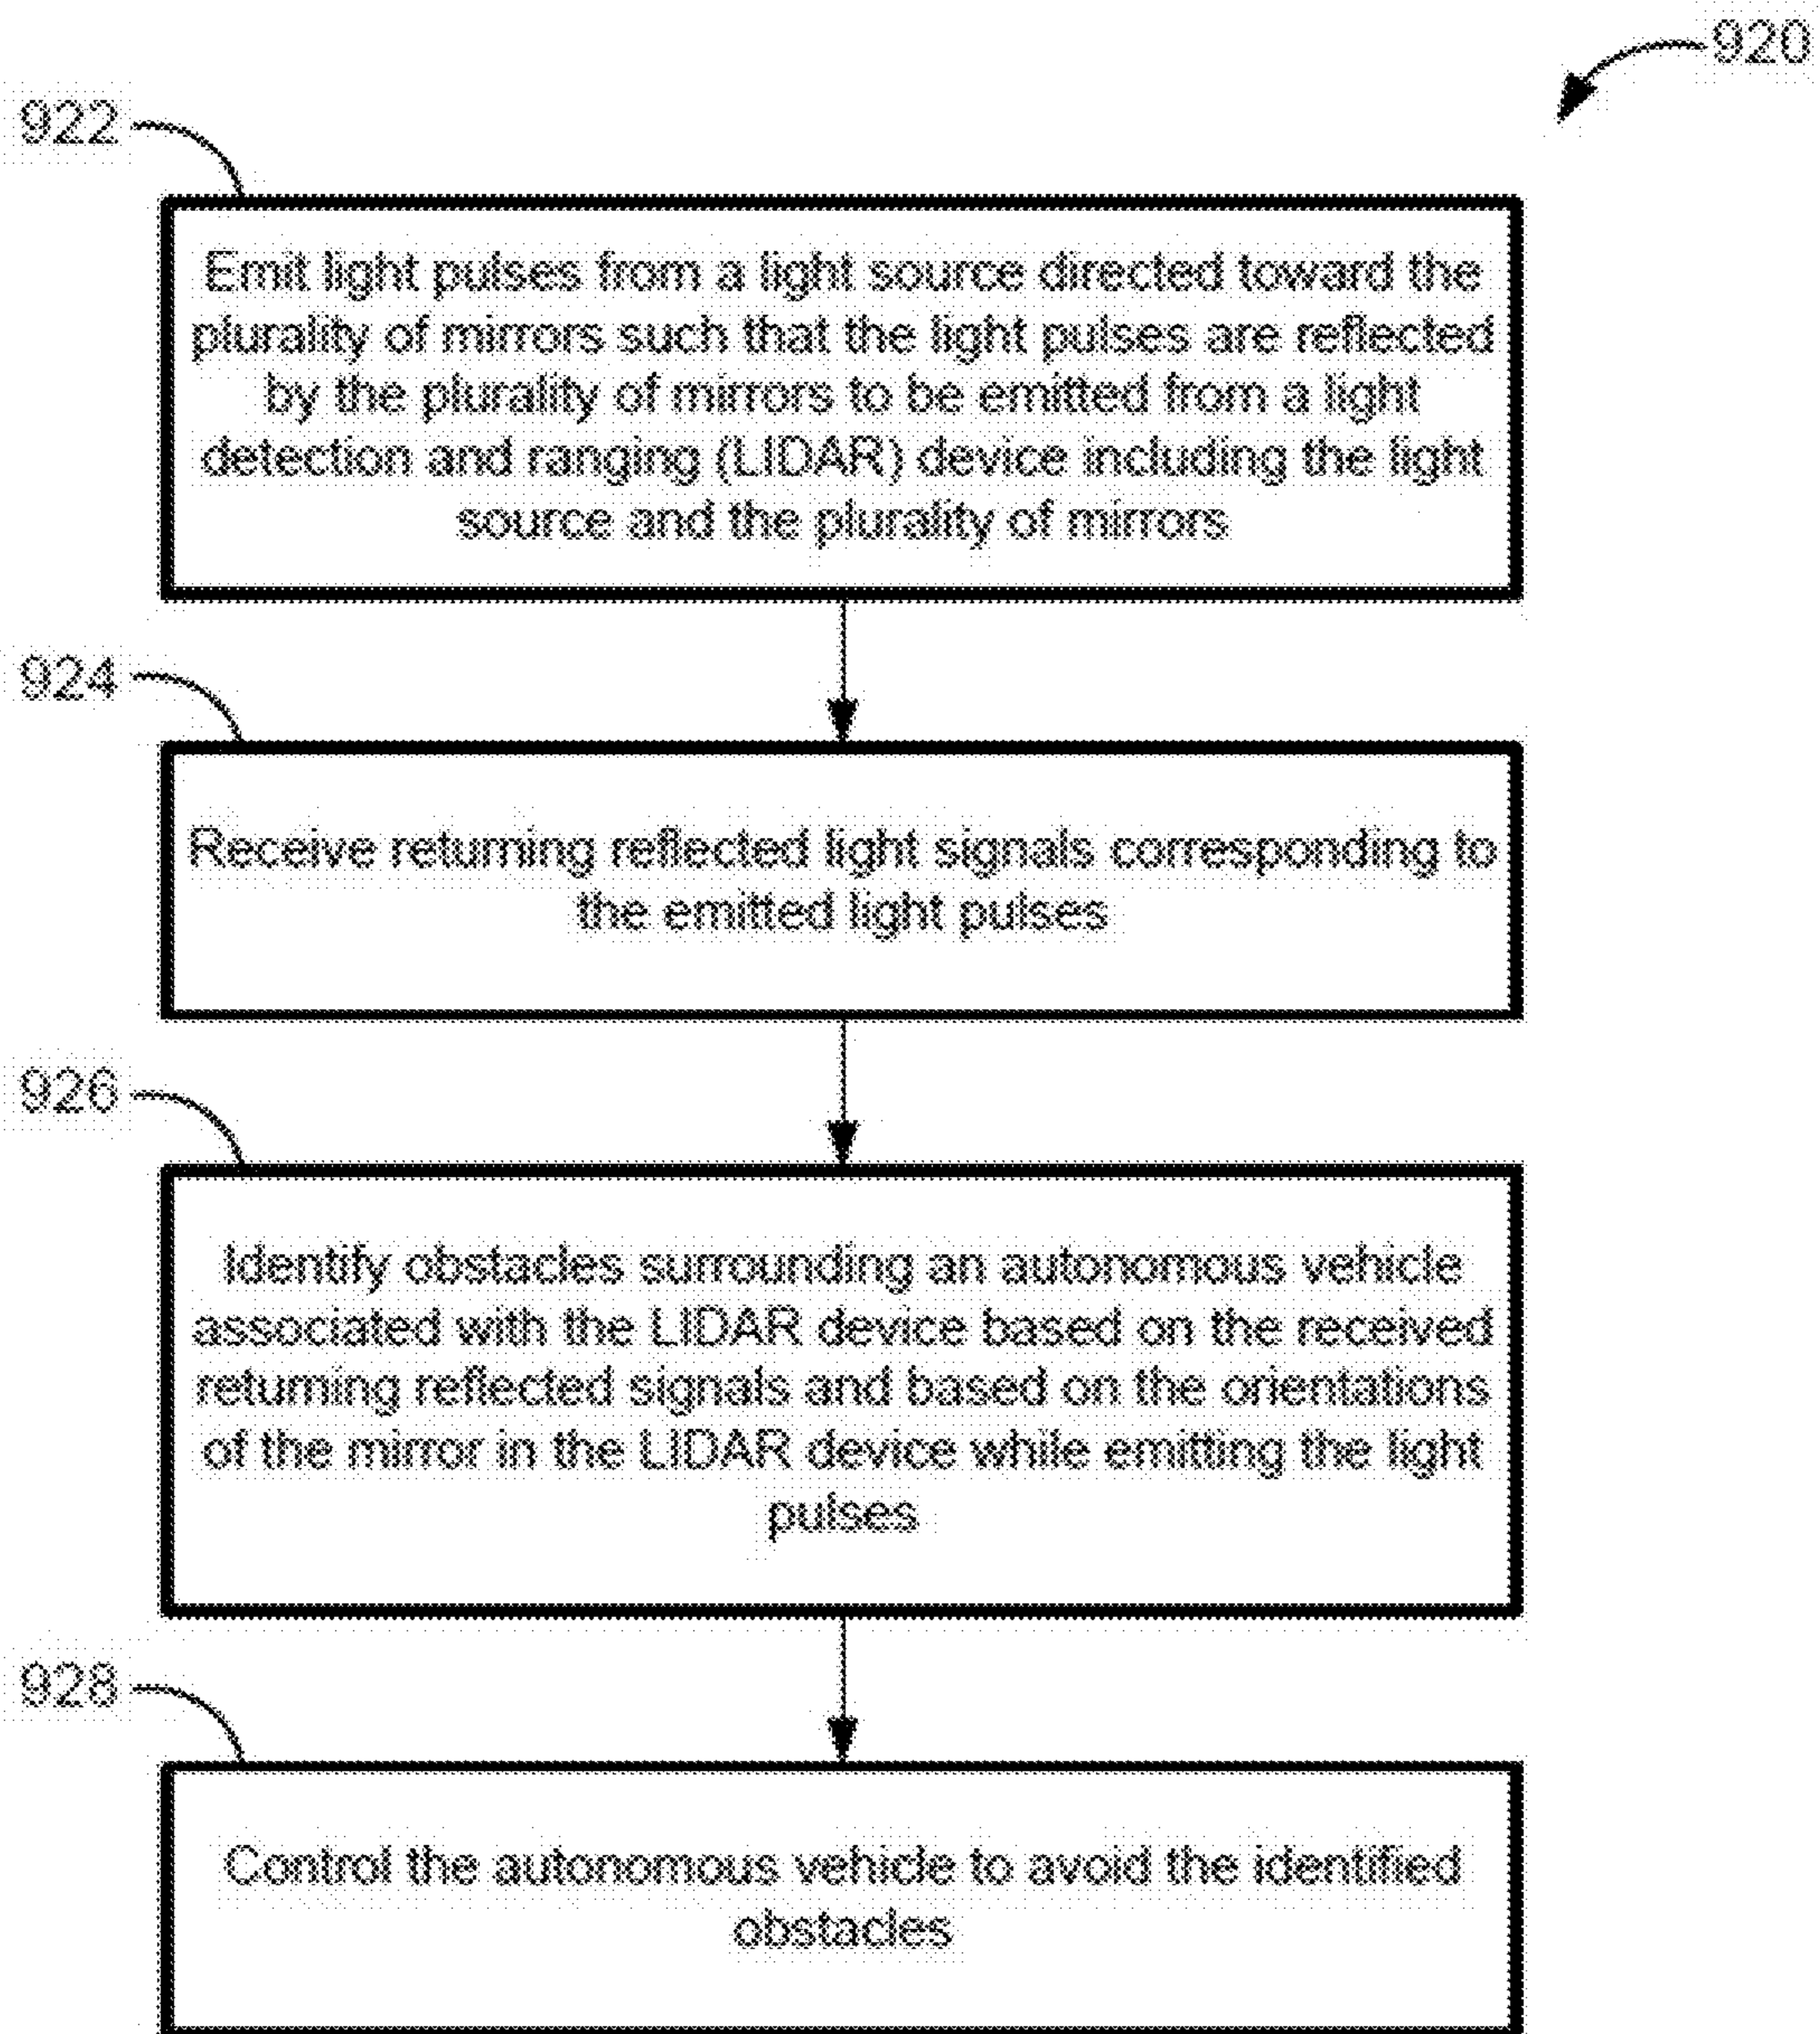 920
922
Emit light pulses from a light source directed toward the
plurality of mirrors such that the light pulses are reflected
by the plurality of mirrors to be emitted from a light
detection and ranging (LIDAR) device including the light
source and the plurality of mirrors
924
Receive returning reflected light signals corresponding to
the emitted light pulses
926
Identify obstacles surrounding an autonomous vehicle
associated with the LIDAR device based on the received
returning reflected signals and based on the orientations
of the mirror in the LIDAR device while emitting the light
pulses
928
Control the autonomous vehicle to avoid the identified
obstacles